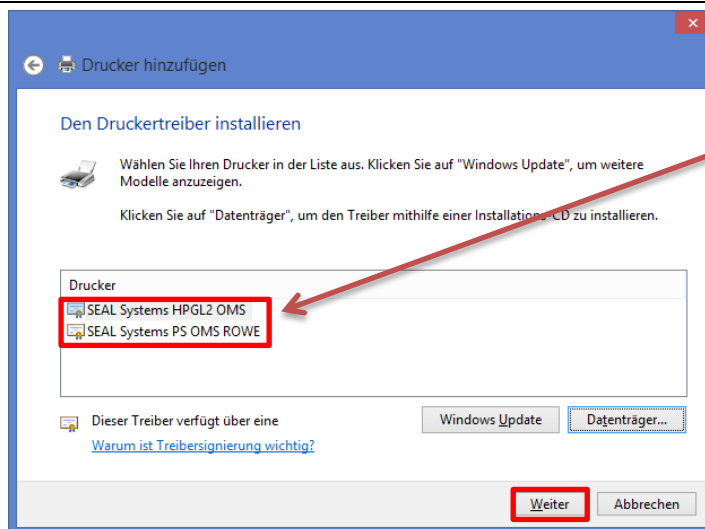 Drucker hinzufügen
Den Druckertreiber installieren
Wählen Sie Ihren Drucker in der Liste aus. Klicken Sie auf "Windows Update", um weitere
Modelle anzuzeigen.
Klicken Sie auf "Datenträger", um den Treiber mithilfe einer Installations-CD zu installieren.
Drucker
SEAL Systems HPGL2 OMS
SEAL Systems PS OMS ROWE
Dieser Treiber verfügt über eine
Windows Update
Datenträger...
Warum ist Treibersignierung wichtig?
Weiter
Abbrechen